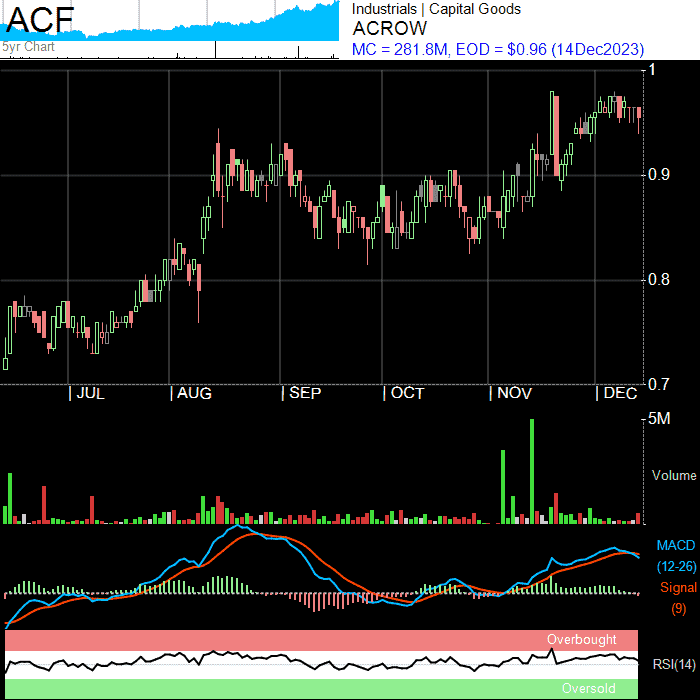 ACF
5yr Chart
Industrials | Capital Goods
ACROW
MC = 281.8M, EOD = $0.96 (14Dec2023)
1
0.9
0.8
0.7
| JUL | AUG | SEP | OCT | NOV | DEC
5M
Volume
MACD
(12-26)
Signal
(9)
Overbought
RSI(14)
Oversold